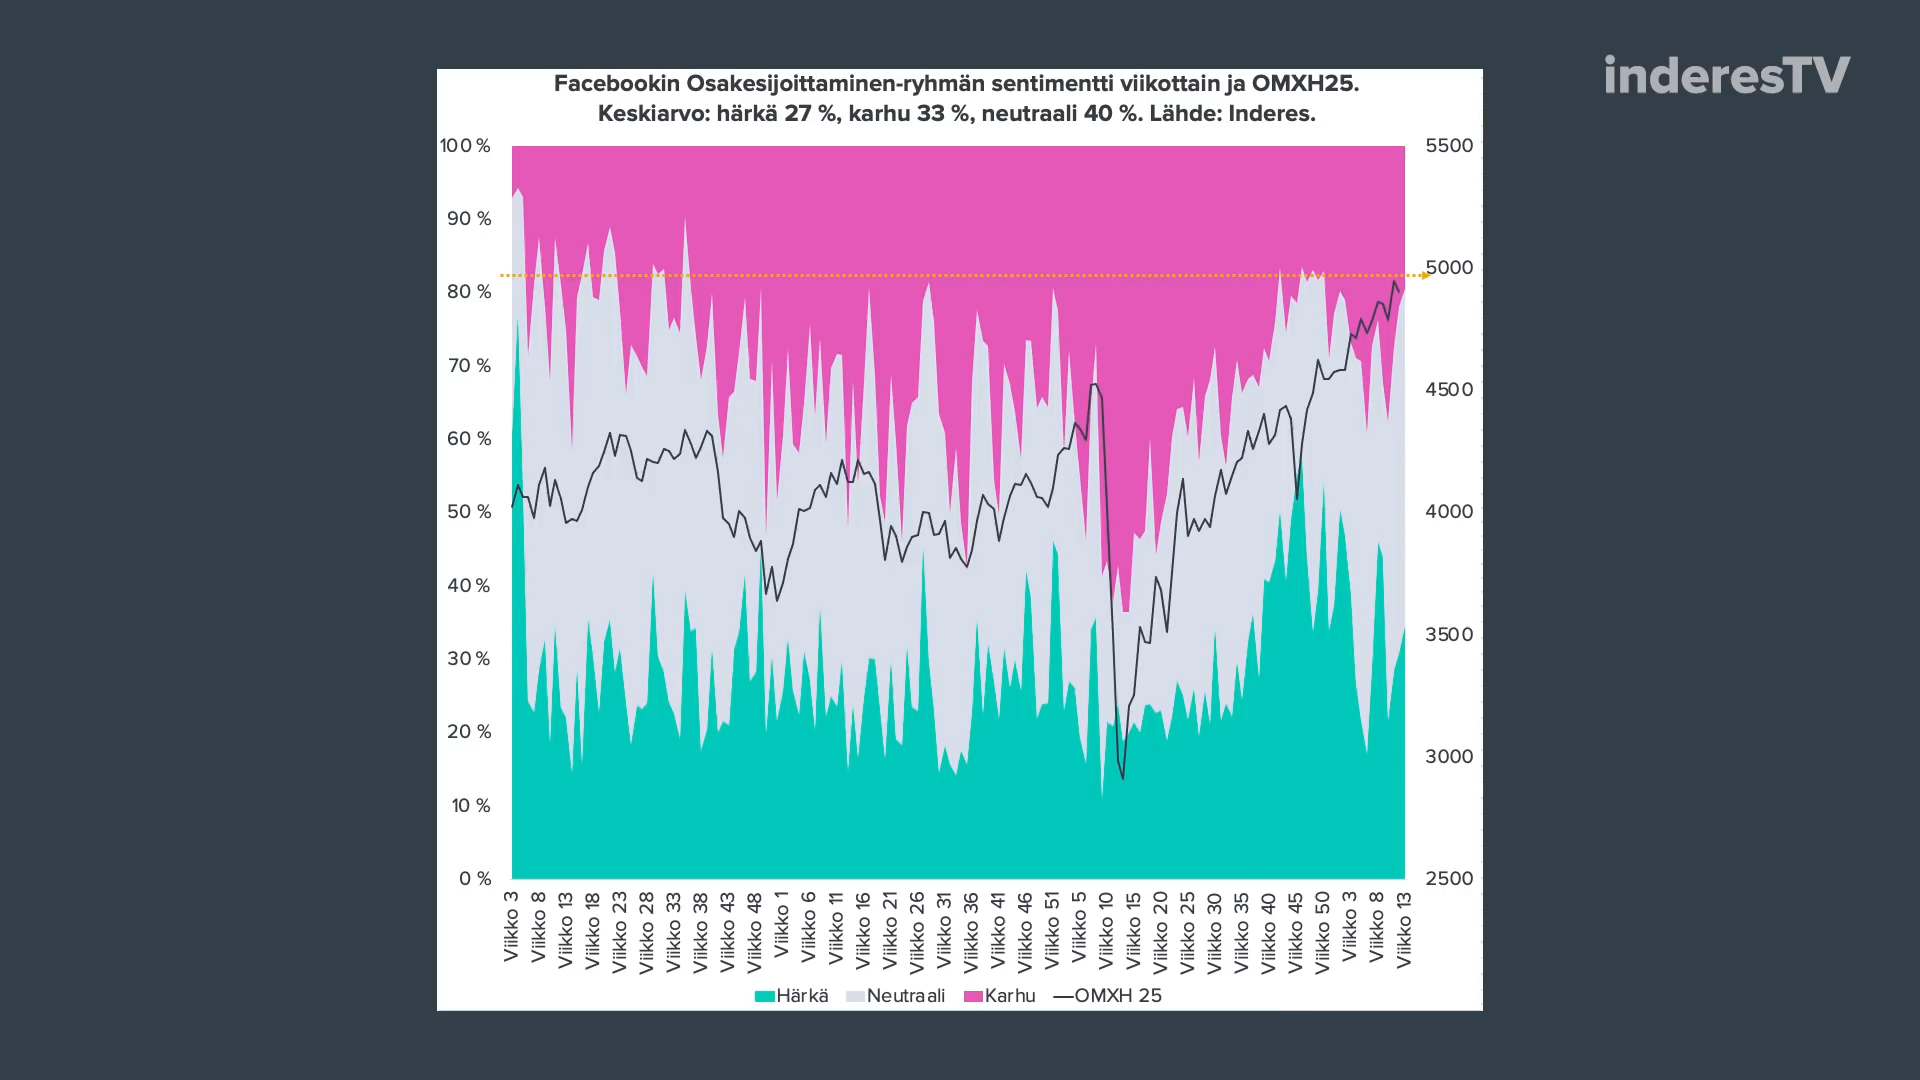 inderesTV
Facebookin Osakesijoittaminen-ryhmän sentimentti viikottain ja OMXH25.
Keskiarvo: härkä 27 %, karhu 33 %, neutraali 40 %. Lähde: Inderes.
100 %
90 %
80 %
70 %
60 %
50 %
40 %
30 %
20 %
10 %
0 %
5500
5000
4500
4000
3500
3000
2500
Viikko 3
Viikko 8
Viikko 13
Viikko 18
Viikko 23
Viikko 28
Viikko 33
Viikko 38
Viikko 43
Viikko 48
Viikko 1
Viikko 6
Viikko 11
Viikko 16
Viikko 21
Viikko 26
Viikko 31
Viikko 36
Viikko 41
Viikko 46
Viikko 51
Viikko 5
Viikko 10
Viikko 15
Viikko 20
Viikko 25
Viikko 30
Viikko 35
Viikko 40
Viikko 45
Viikko 50
Viikko 3
Viikko 8
Viikko 13
Härkä Neutraali Karhu OMXH 25